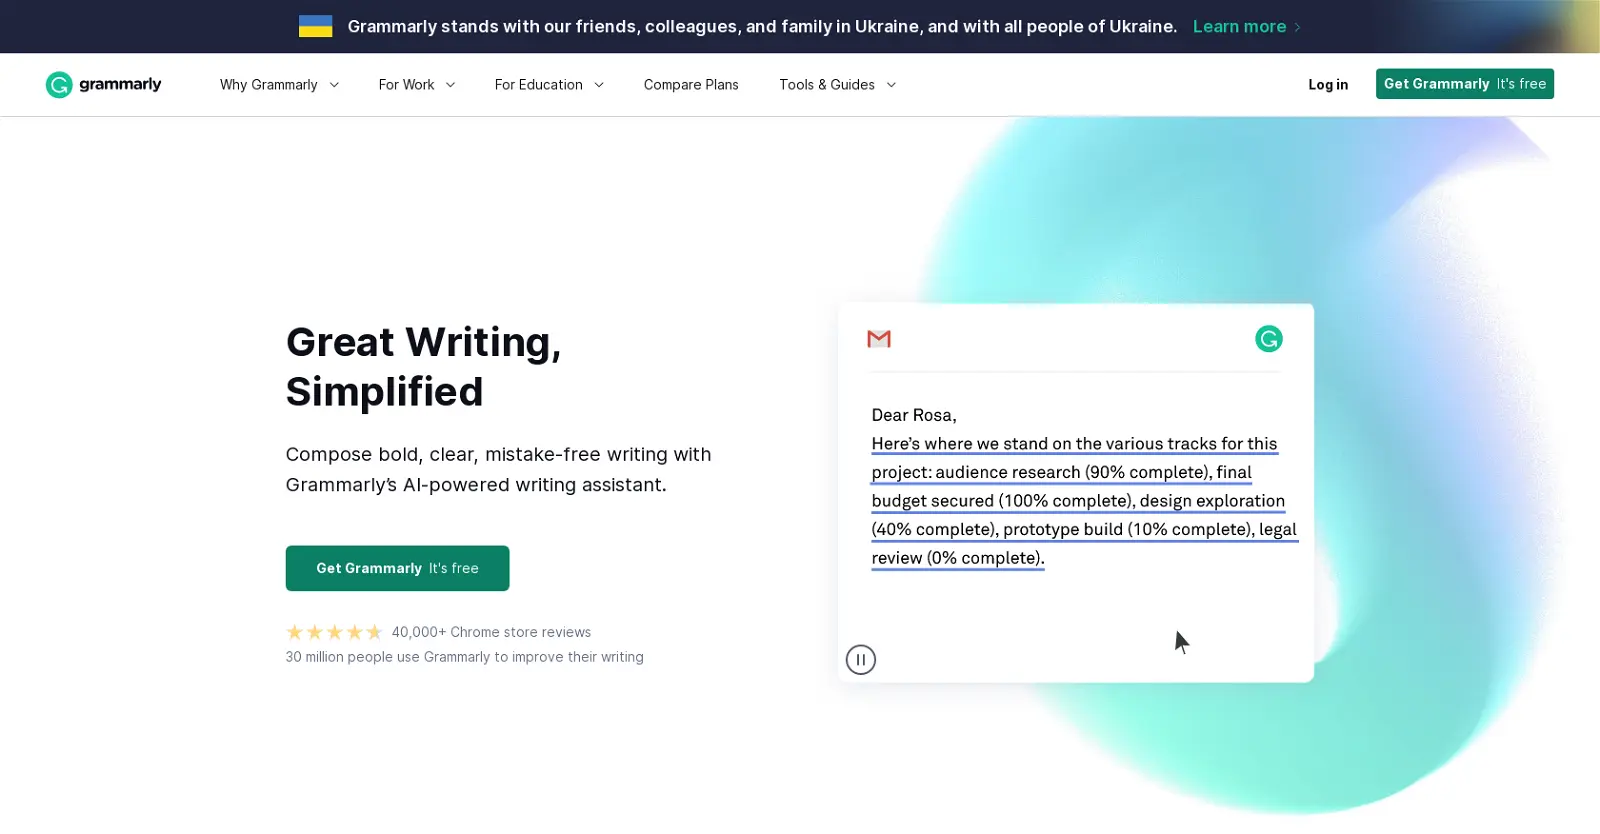 Grammarly stands with our friends, colleagues, and family in Ukraine, and with all people of Ukraine. Learn more
grammarly Why Grammarly For Work For Education Compare Plans Tools & Guides Log in Get Grammarly It's free
Great Writing,
Simplified
Compose bold, clear, mistake-free writing with
Grammarly’s AI-powered writing assistant.
Get Grammarly It's free
40,000+ Chrome store reviews
30 million people use Grammarly to improve their writing
Dear Rosa,
Here’s where we stand on the various tracks for this
project: audience research (90% complete), final
budget secured (100% complete), design exploration
(40% complete), prototype build (10% complete), legal
review (0% complete).